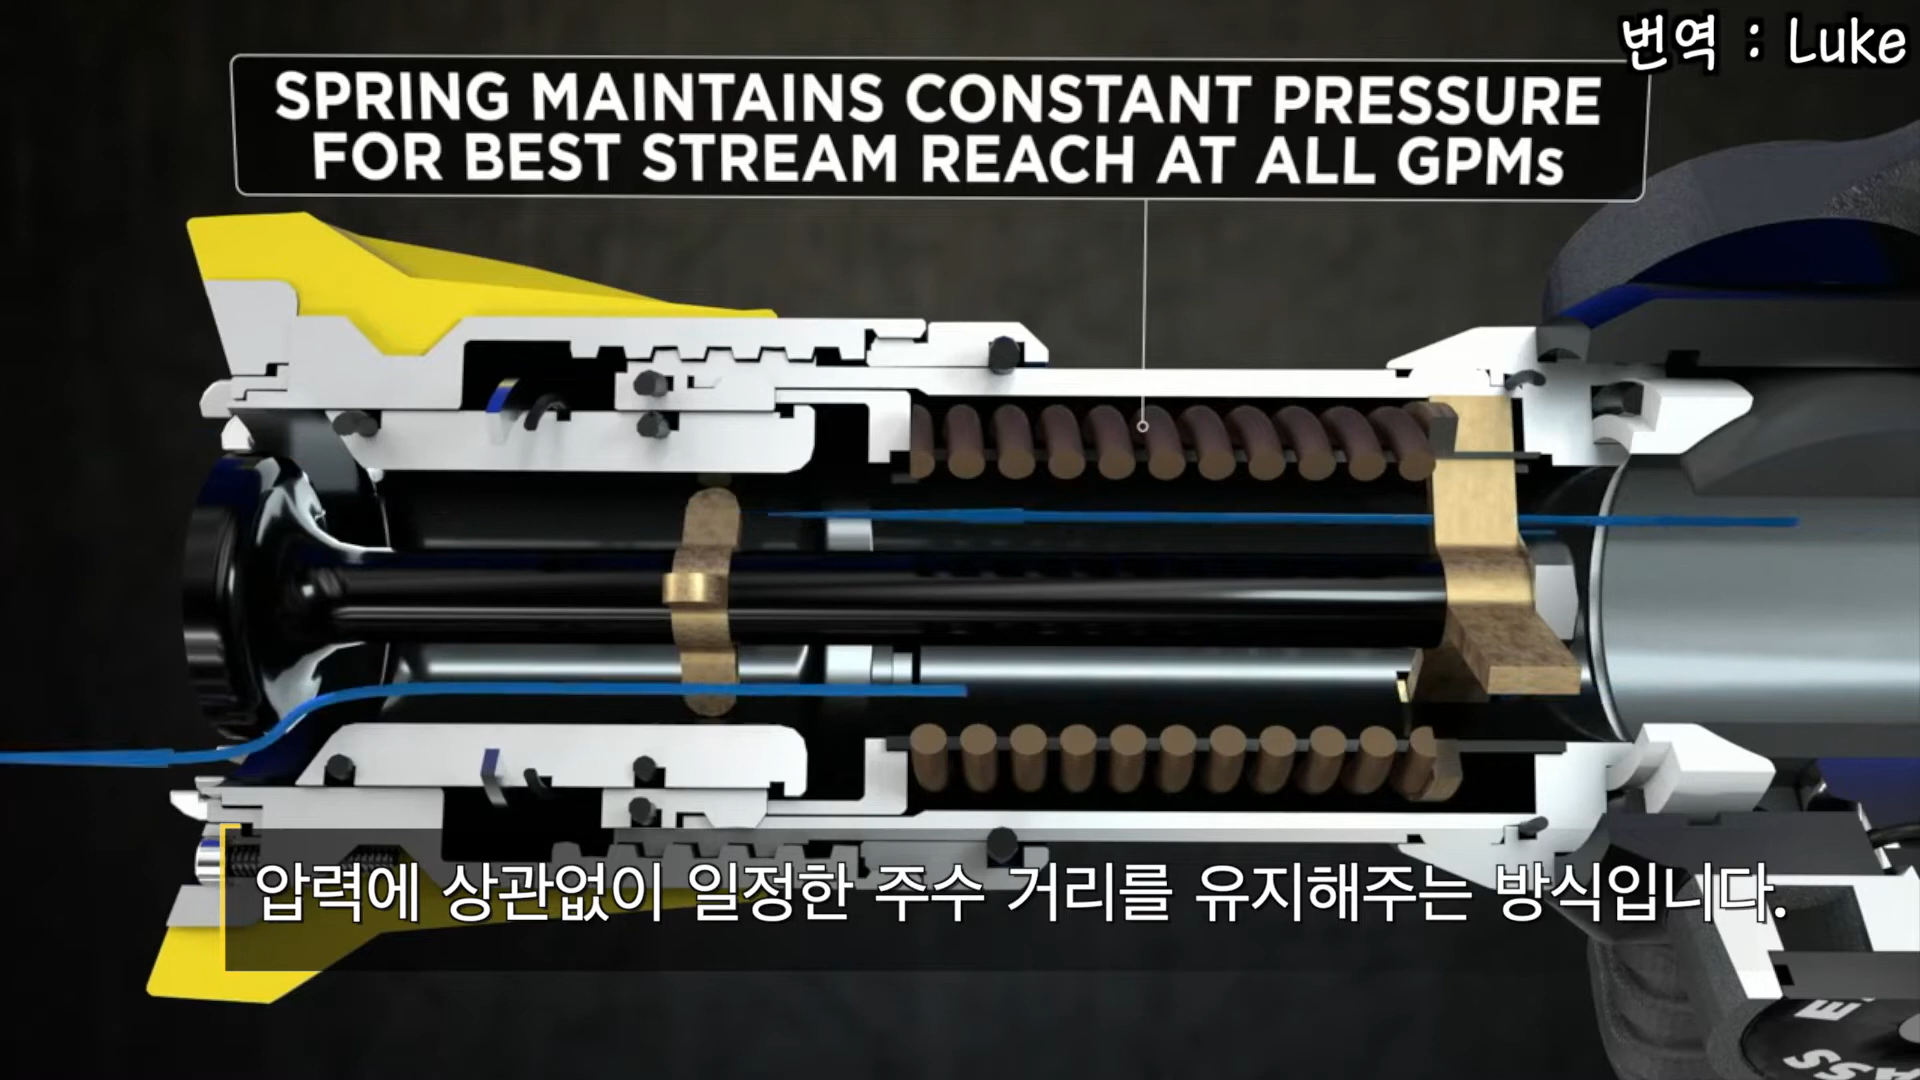 번역 : Luke
SPRING MAINTAINS CONSTANT PRESSURE
FOR BEST STREAM REACH AT ALL GPMs
압력에 상관없이 일정한 주수 거리를 유지해주는 방식입니다.